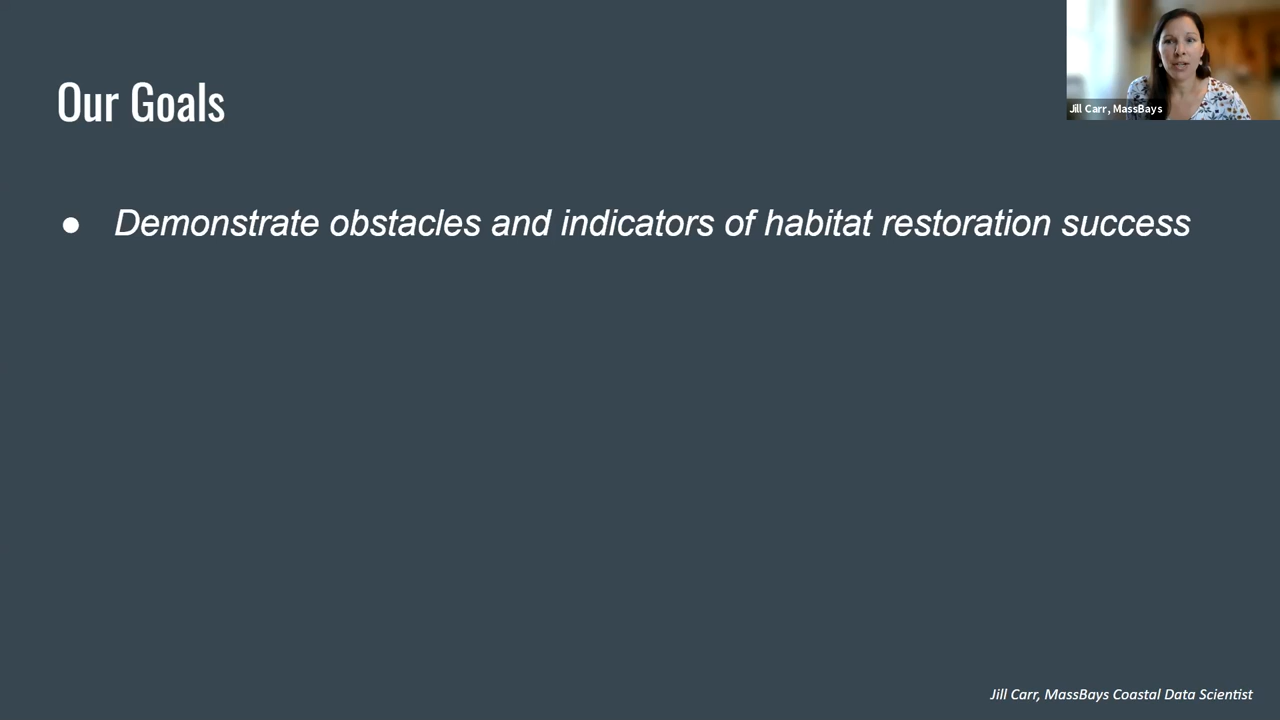 Jill Carr, MassBays
Our Goals
● Demonstrate obstacles and indicators of habitat restoration success
Jill Carr, MassBays Coastal Data Scientist